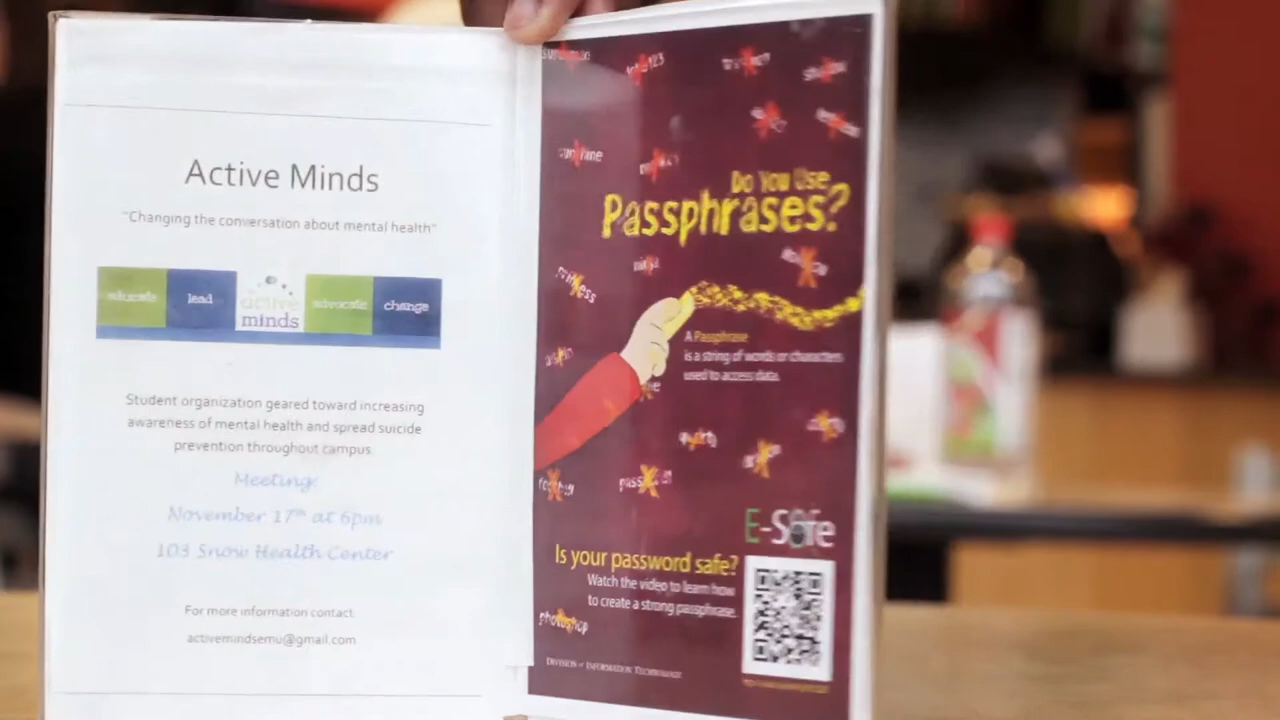 Active Minds
"Changing the conversation about mental health"
educate
lead
active
minds
advocate
change
Student organization geared toward increasing
awareness of mental health and spread suicide
prevention throughout campus.
Meeting:
November 17th at 6pm
103 Snow Health Center
For more information contact:
activemindsemu@gmail.com
sunshine
Do You Use
Passphrases?
princess
A Passphrase
is a string of words or characters
used to access data.
E-Safe
Is your password safe?
Watch the video to learn how
to create a strong passphrase.
photoshop
Division of Information Technology